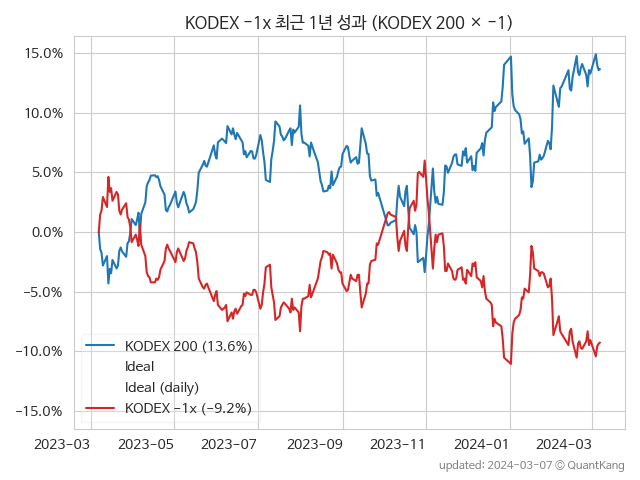 KODEX −1x 최근 1년 성과 (KODEX 200 × −1)
15.0%
10.0%
5.0%
0.0%
−5.0%
−10.0%
−15.0%
KODEX 200 (13.6%)
Ideal
Ideal (daily)
KODEX −1x (−9.2%)
2023-03 2023-05 2023-07 2023-09 2023-11 2024-01 2024-03
updated: 2024-03-07 © QuantKang